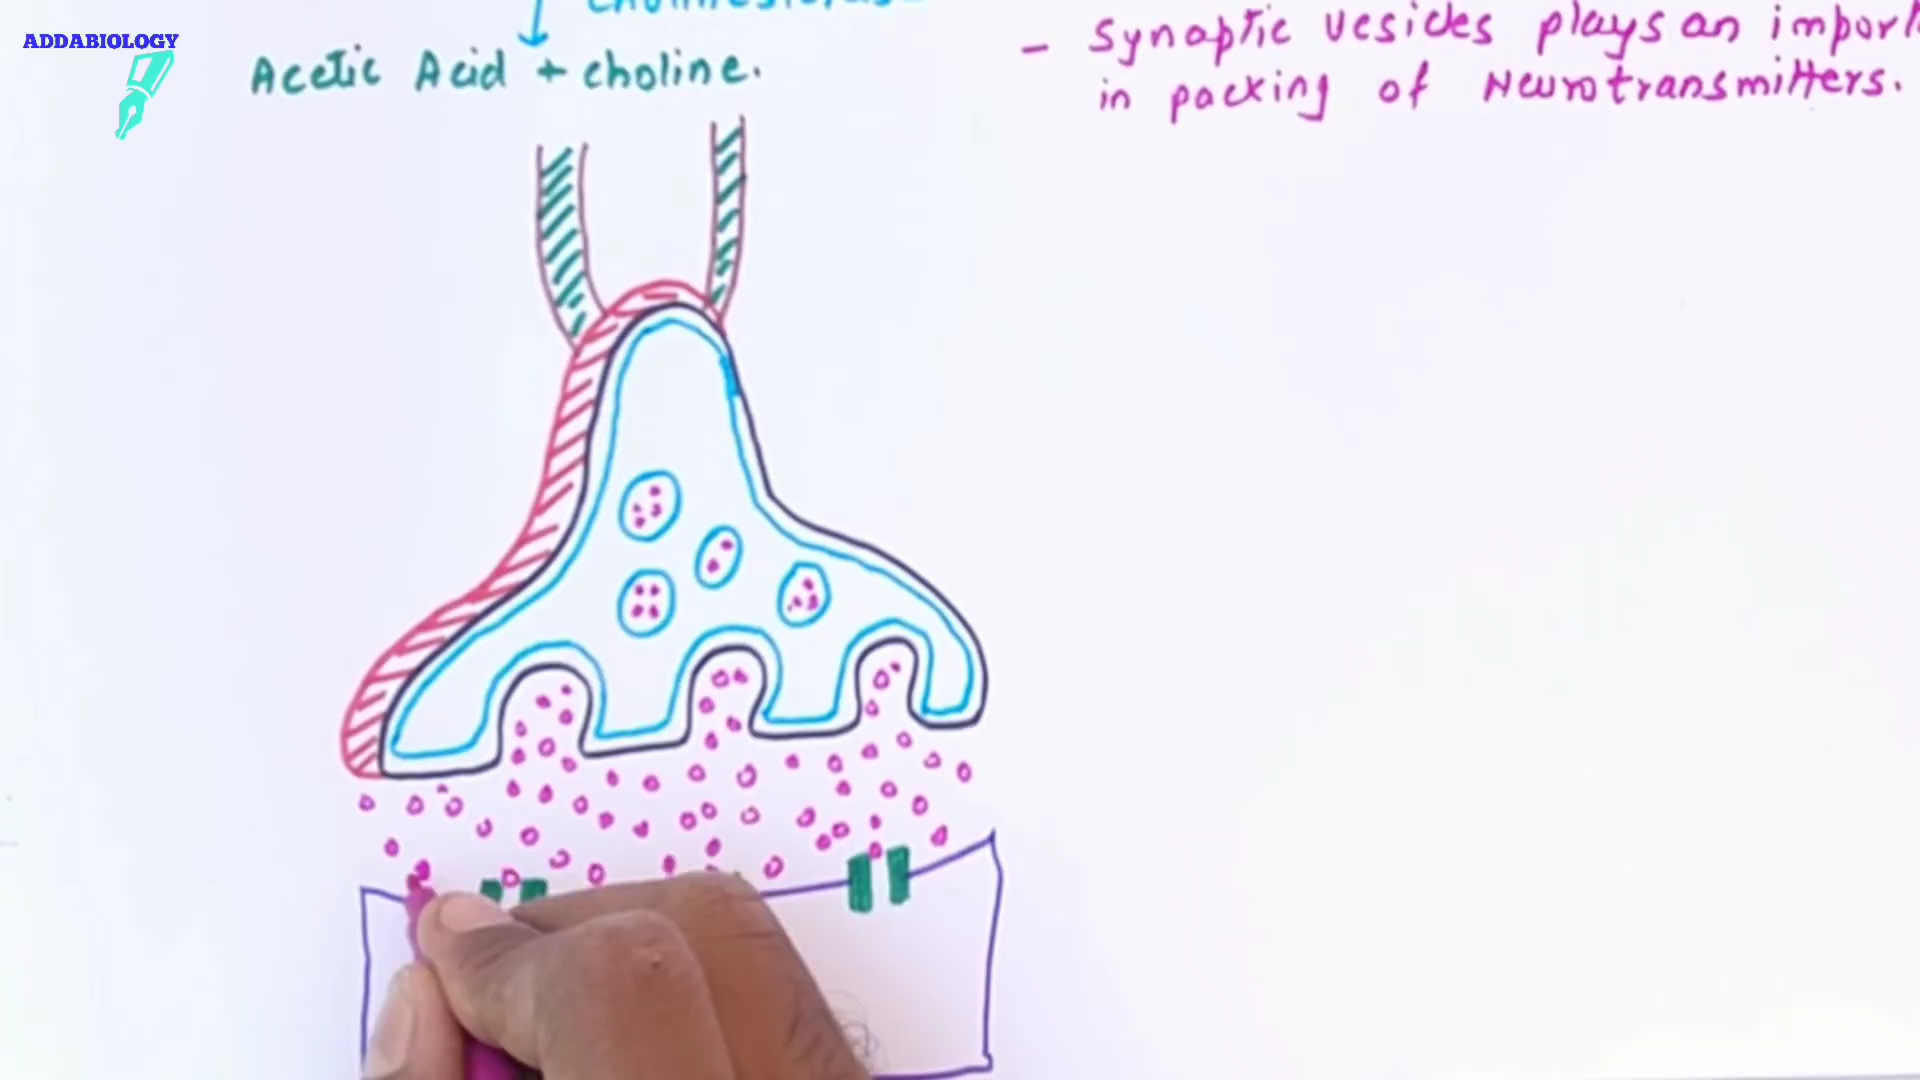 ADDABIOLOGY
Acetic Acid + choline.
- Synaptic vesicles plays an
in packing of Neurotransmitters.